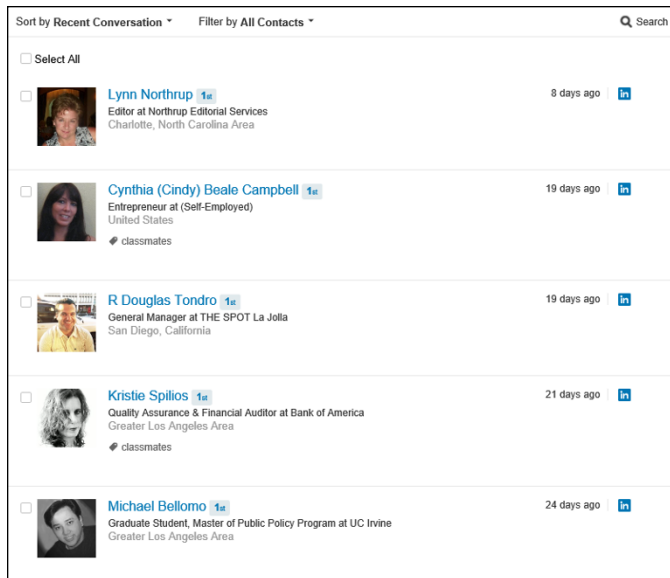 Sort by Recent Conversation Filter by All Contacts Search
Select All
Lynn Northrup 1st 8 days ago in
Editor at Northrup Editorial Services
Charlotte, North Carolina Area
Cynthia (Cindy) Beale Campbell 1st 19 days ago in
Entrepreneur at (Self-Employed)
United States
classmates
R Douglas Tondro 1st 19 days ago in
General Manager at THE SPOT La Jolla
San Diego, California
Kristie Spilios 1st 21 days ago in
Quality Assurance & Financial Auditor at Bank of America
Greater Los Angeles Area
classmates
Michael Bellomo 1st 24 days ago in
Graduate Student, Master of Public Policy Program at UC Irvine
Greater Los Angeles Area